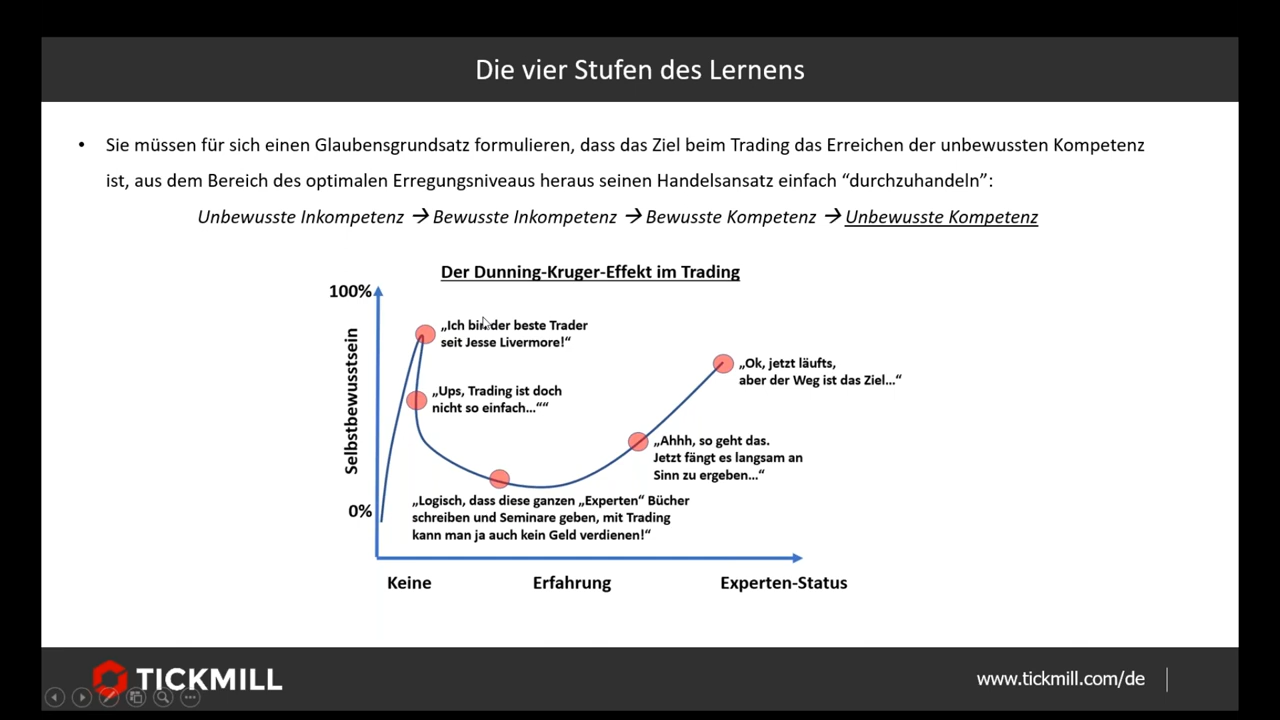 Die vier Stufen des Lernens
• Sie müssen für sich einen Glaubensgrundsatz formulieren, dass das Ziel beim Trading das Erreichen der unbewussten Kompetenz
ist, aus dem Bereich des optimalen Erregungsniveaus heraus seinen Handelsansatz einfach “durchzuhandeln”:
Unbewusste Inkompetenz → Bewusste Inkompetenz → Bewusste Kompetenz → Unbewusste Kompetenz
Der Dunning-Kruger-Effekt im Trading
100%
Selbstbewusstsein
0%
„Ich bin der beste Trader
seit Jesse Livermore!“
„Ups, Trading ist doch
nicht so einfach...““
„Logisch, dass diese ganzen „Experten“ Bücher
schreiben und Seminare geben, mit Trading
kann man ja auch kein Geld verdienen!“
„Ahhh, so geht das.
Jetzt fängt es langsam an
Sinn zu ergeben...“
„Ok, jetzt läufts,
aber der Weg ist das Ziel...“
Keine
Erfahrung
Experten-Status
TICKMILL
www.tickmill.com/de